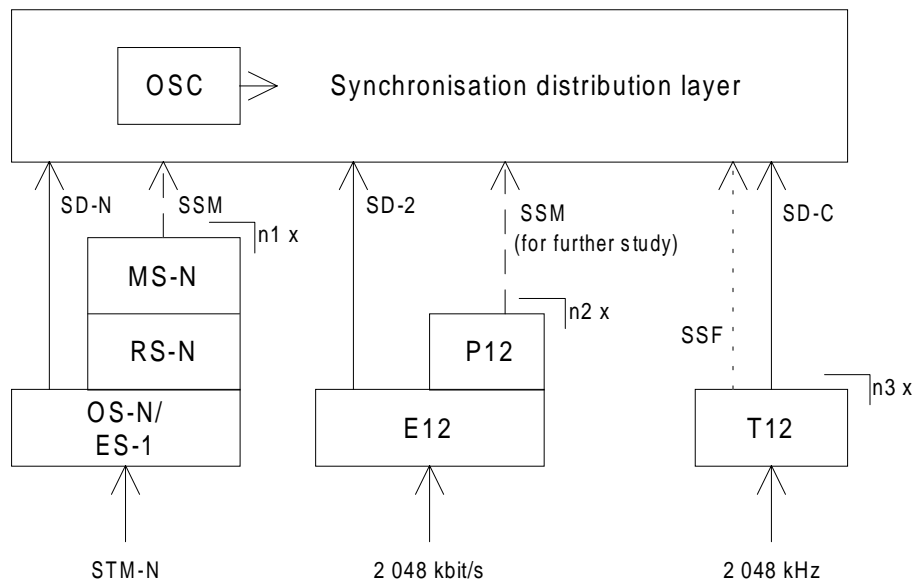 OSC
Synchronisation distribution layer
SD-N
SSM
n1 x
MS-N
RS-N
OS-N/
ES-1
STM-N
SD-2
SSM
(for further study)
n2 x
P12
E12
2 048 kbit/s
SSF
SD-C
n3 x
T12
2 048 kHz